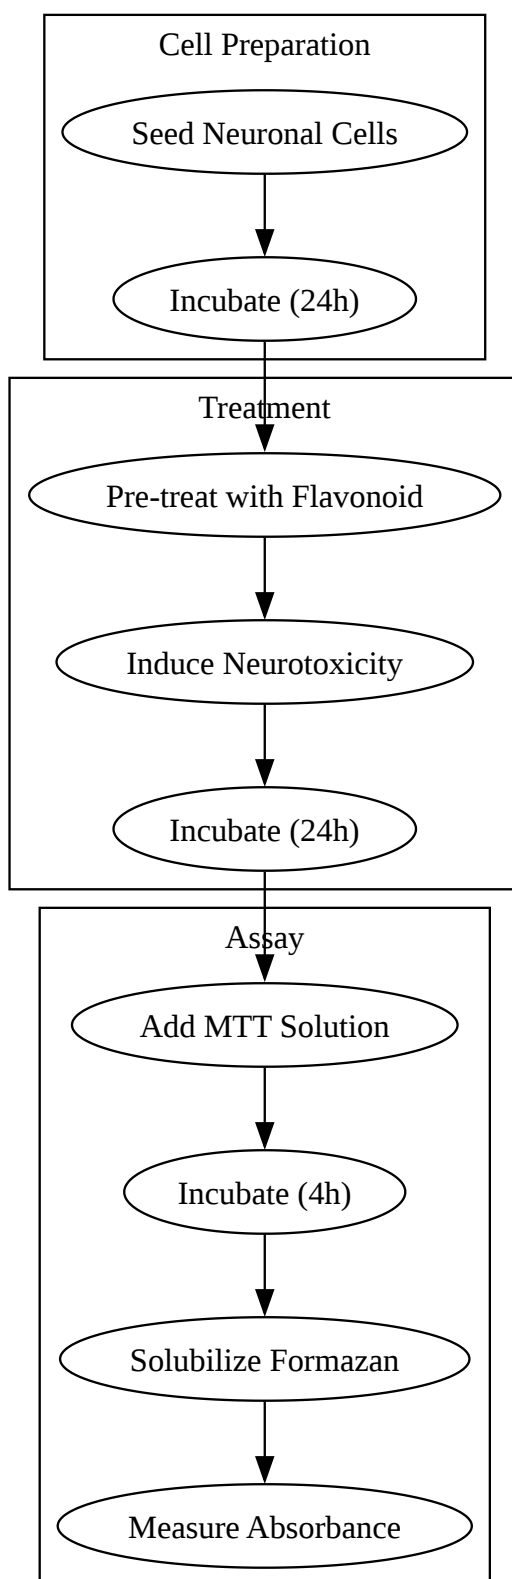 Cell Preparation
Seed Neuronal Cells
Incubate (24h)
Treatment
Pre-treat with Flavonoid
Induce Neurotoxicity
Incubate (24h)
Assay
Add MTT Solution
Incubate (4h)
Solubilize Formazan
Measure Absorbance